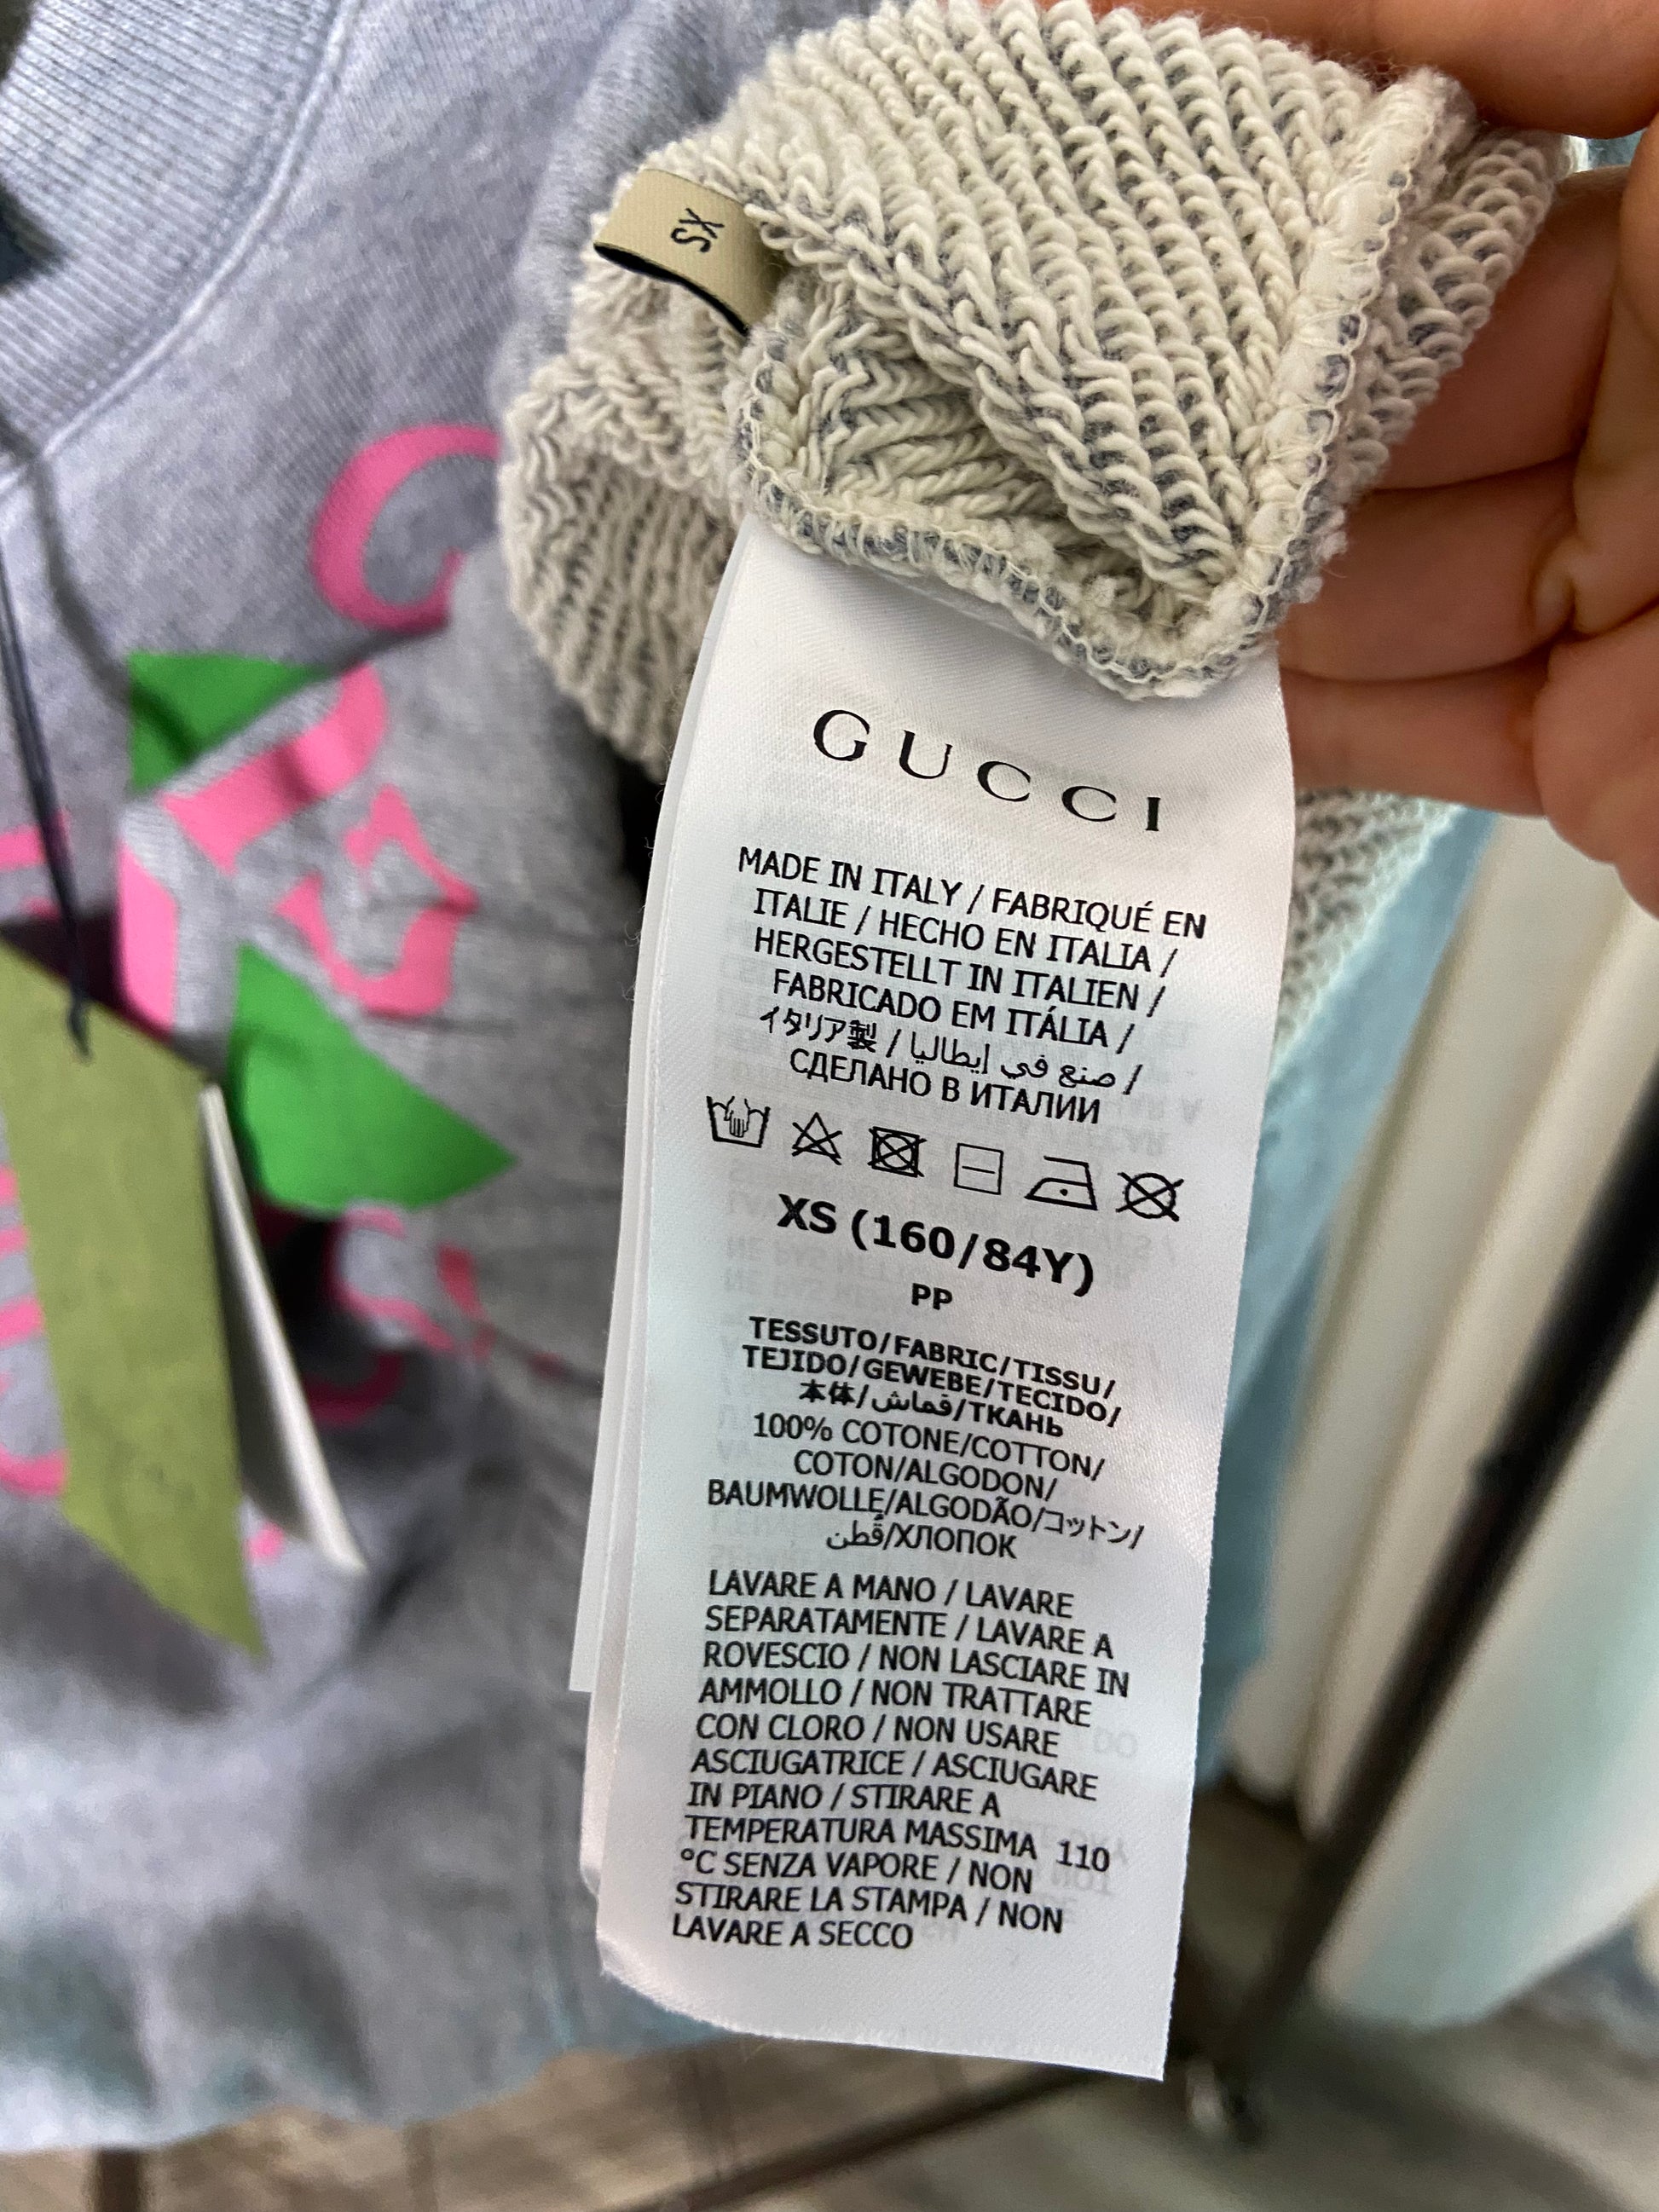 XS
GUCCI
MADE IN ITALY / FABRIQUÉ EN
ITALIE / HECHO EN ITALIA /
HERGESTELLT IN ITALIEN /
FABRICADO EM ITÁLIA /
イタリア製 / صنع في إيطاليا /
СДЕЛАНО В ИТАЛИИ
XS (160/84Y)
PP
TESSUTO/FABRIC/TISSU/
TEJIDO/GEWEBE/TECIDO/
本体/قماش/ТКАНЬ
100% COTONE/COTTON/
COTON/ALGODON/
BAUMWOLLE/ALGODÃO/コットン/
قُطن/ХЛОПОК
LAVARE A MANO / LAVARE
SEPARATAMENTE / LAVARE A
ROVESCIO / NON LASCIARE IN
AMMOLLO / NON TRATTARE
CON CLORO / NON USARE
ASCIUGATRICE / ASCIUGARE
IN PIANO / STIRARE A
TEMPERATURA MASSIMA 110
°C SENZA VAPORE / NON
STIRARE LA STAMPA / NON
LAVARE A SECCO